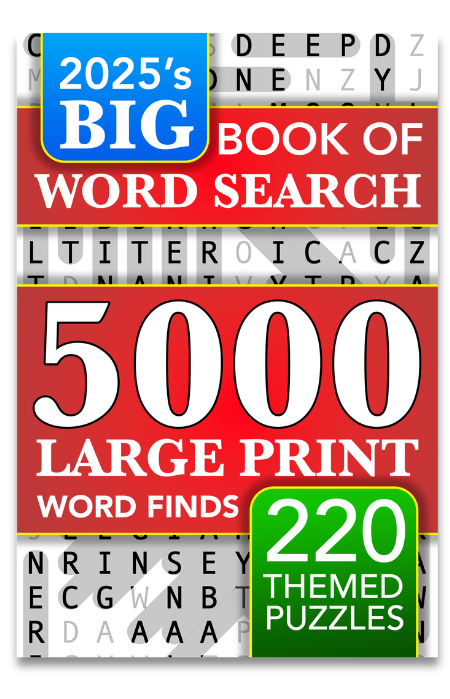 D E E P D Z
2025's
BIG
N E N Z Y J
BOOK OF
WORD SEARCH
L T I T E R O I C A C Z
5000
LARGE PRINT
WORD FINDS
220
THEMED
PUZZLES
N R I N S E Y
E C G W N B T
R D A A A A P